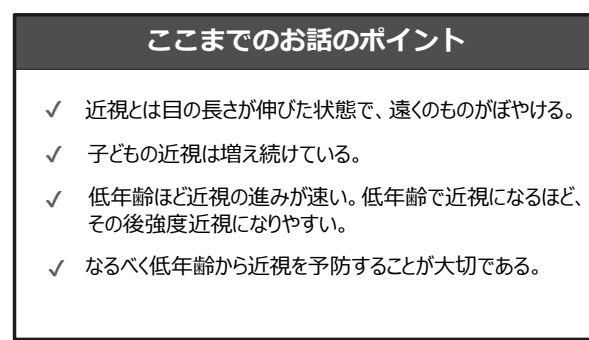 ここまでのお話のポイント
✓ 近視とは目の長さが伸びた状態で、遠くのものがぼやける。
✓ 子どもの近視は増え続けている。
✓ 低年齢ほど近視の進みが速い。低年齢で近視になるほど、
その後強度近視になりやすい。
✓ なるべく低年齢から近視を予防することが大切である。